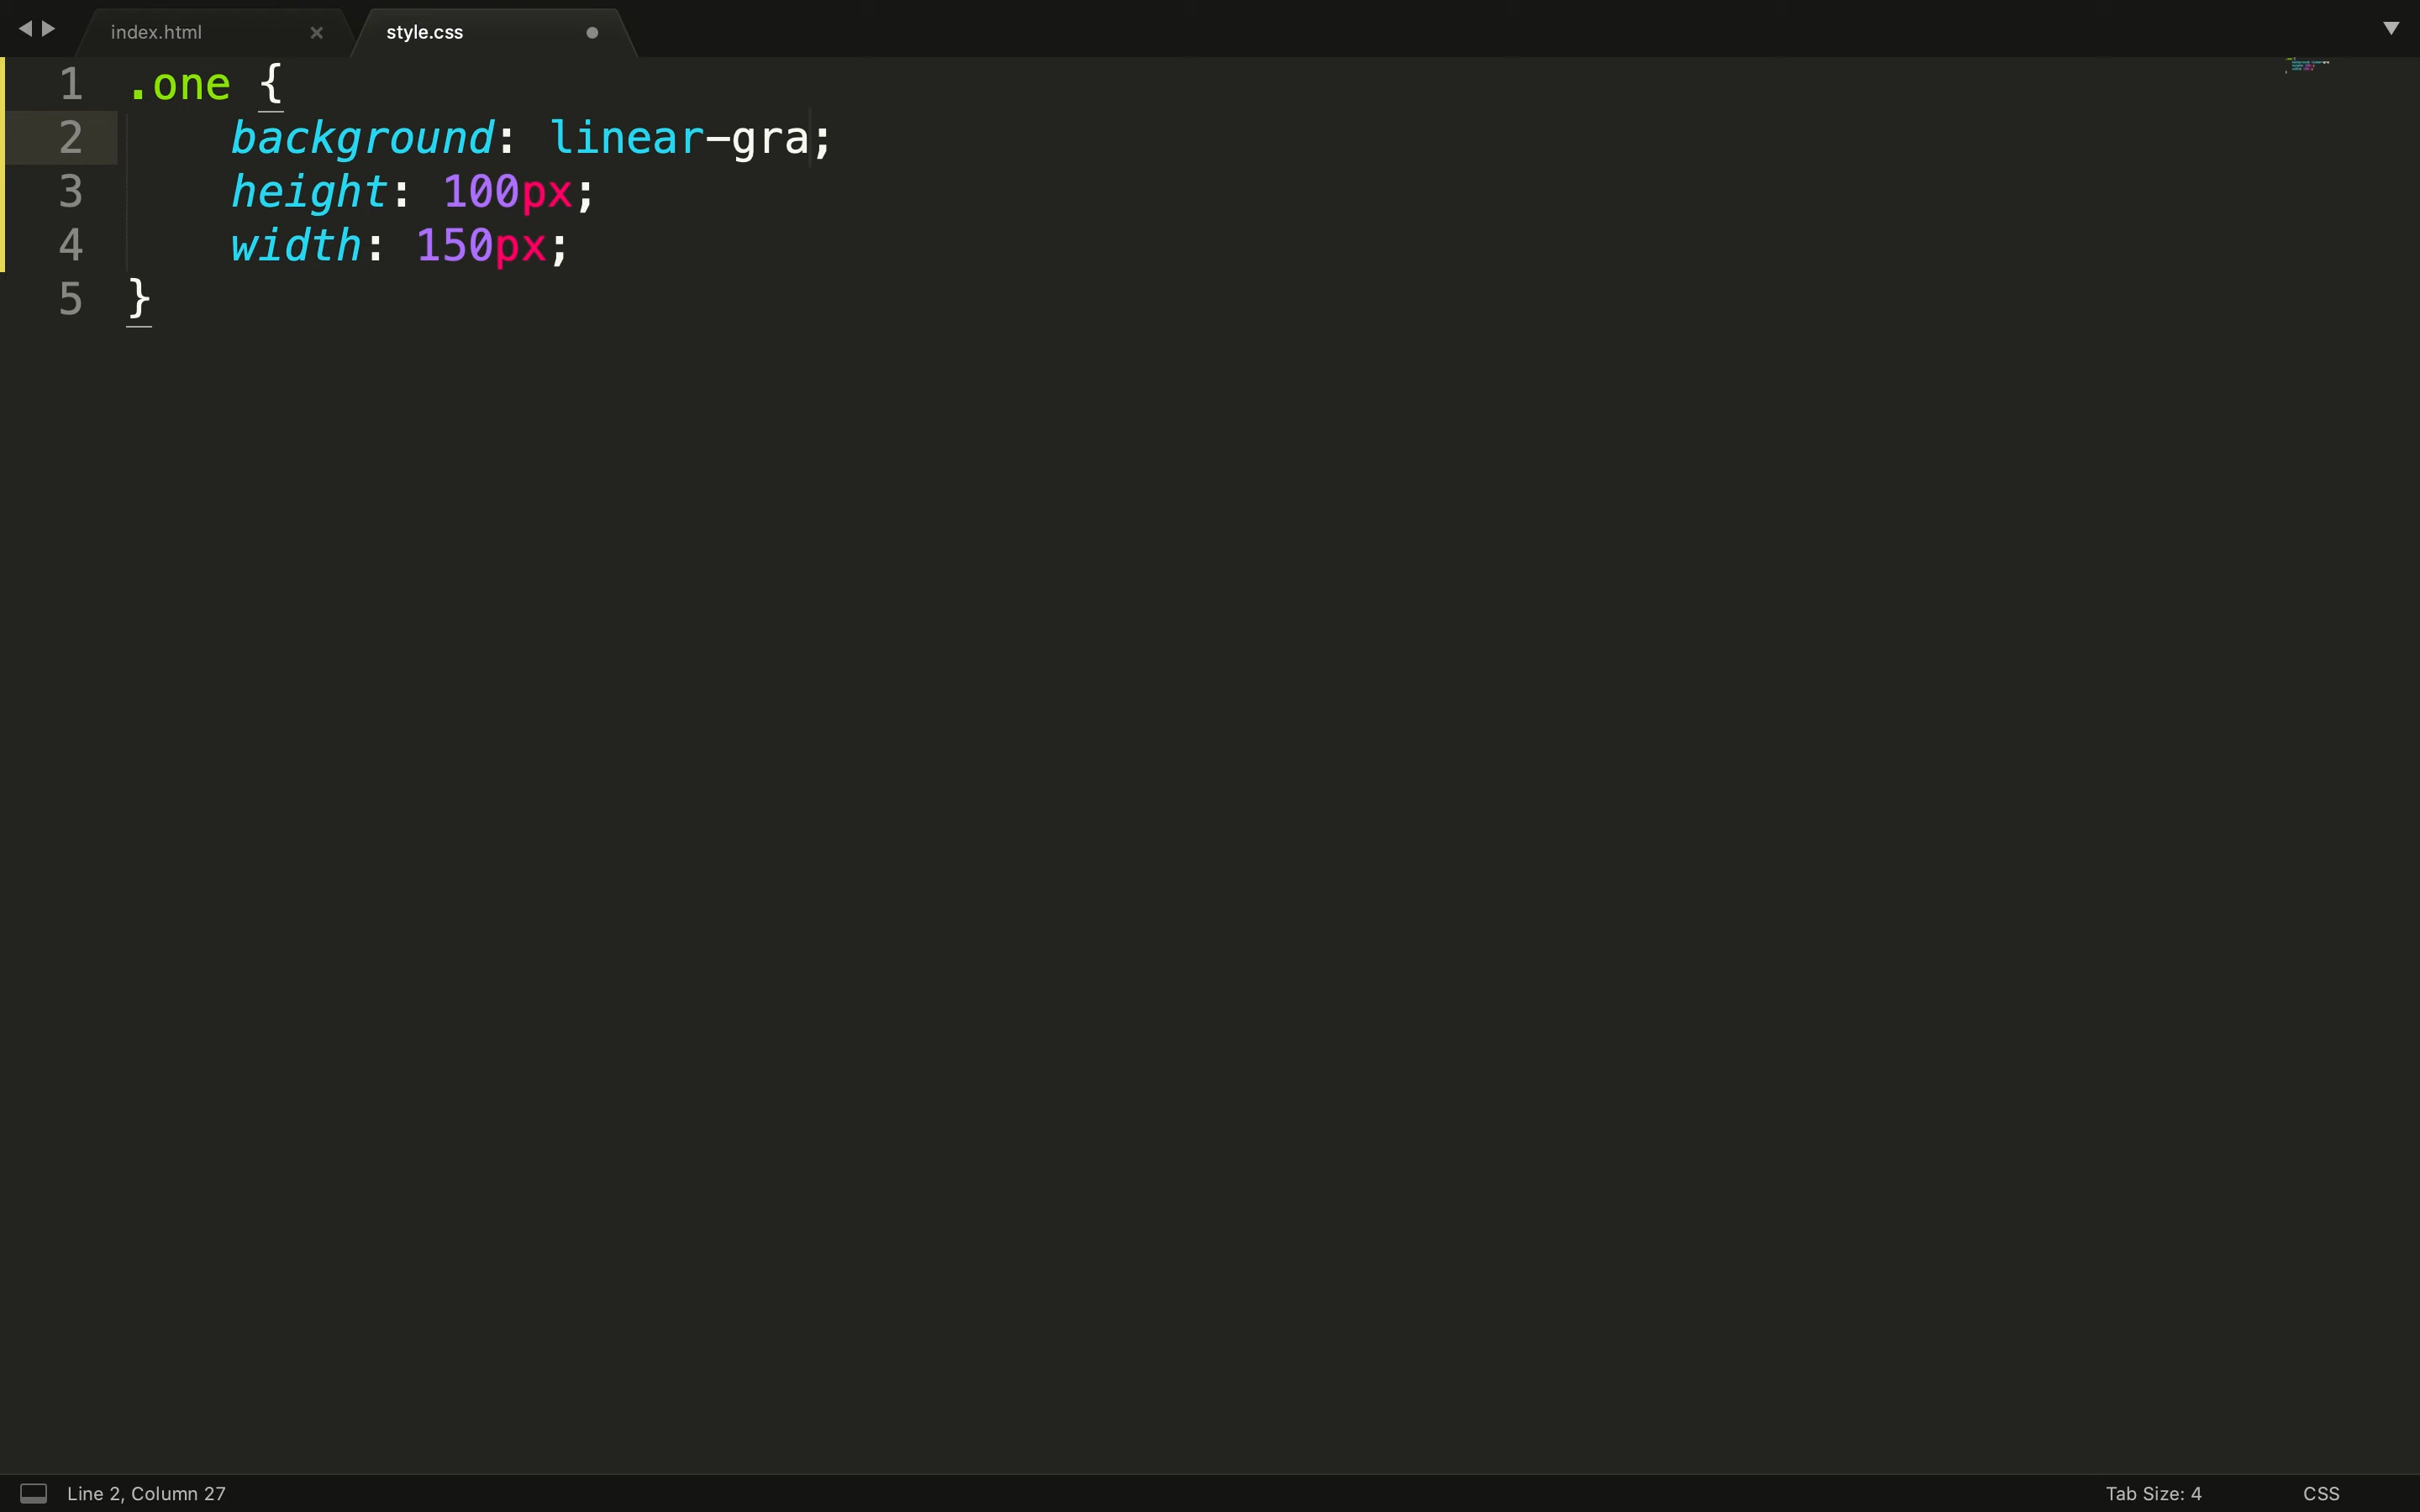 index.html × style.css
1 .one {
2 background: linear-gra;
3 height: 100px;
4 width: 150px;
5 }
Line 2, Column 27 Tab Size: 4 CSS